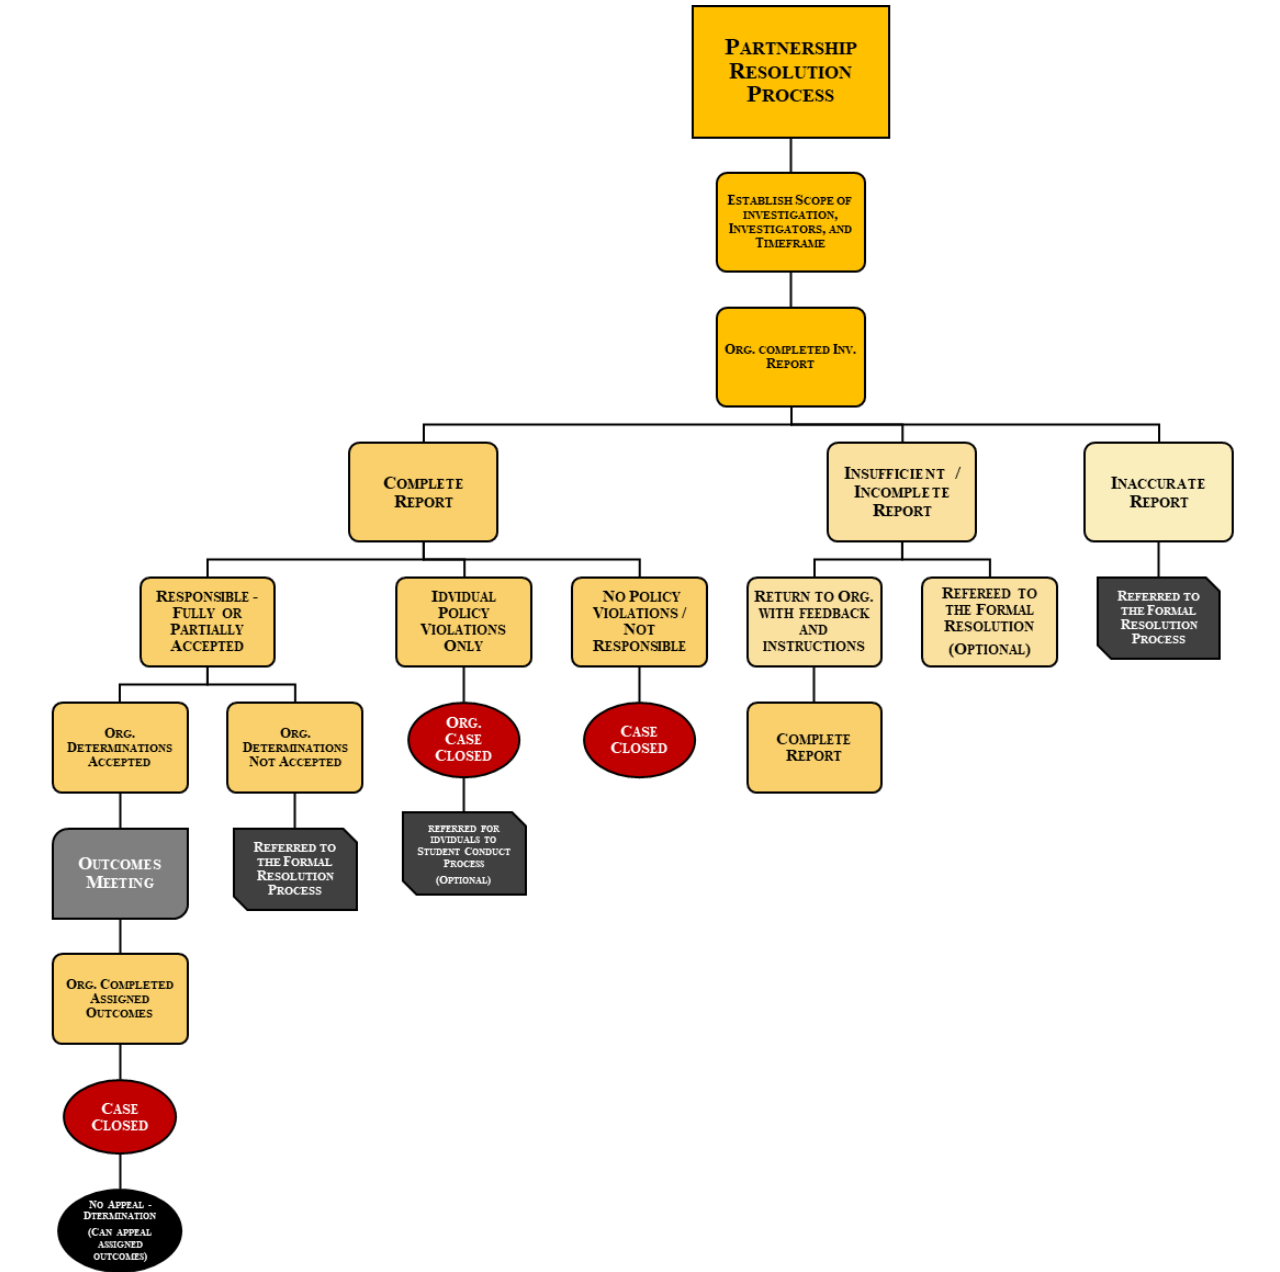 Partnership
Resolution
Process
Establish Scope of
investigation,
Investigators, and
Timeframe
Org. completed Inv.
Report
Complete
Report
Insufficient /
Incomplete
Report
Inaccurate
Report
Responsible -
Fully or
Partially
Accepted
Idvidual
Policy
Violations
Only
No Policy
Violations /
Not
Responsible
Return to Org.
with feedback
and
instructions
Refereed to
the Formal
Resolution
(Optional)
Referred to
the Formal
Resolution
Process
Org.
Determinations
Accepted
Org.
Determinations
Not Accepted
Org.
Case
Closed
Case
Closed
Complete
Report
Outcomes
Meeting
Referred to
the Formal
Resolution
Process
referred for
idviduals to
Student Conduct
Process
(Optional)
Org. Completed
Assigned
Outcomes
Case
Closed
No Appeal -
Dtermination
(Can appeal
assigned
outcomes)